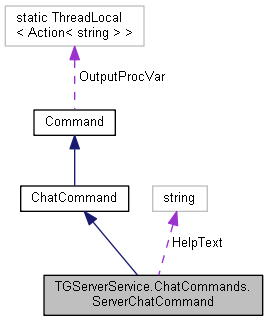 static ThreadLocal
< Action< string > >
OutputProcVar
Command
ChatCommand
string
HelpText
TGServerService.ChatCommands.
ServerChatCommand